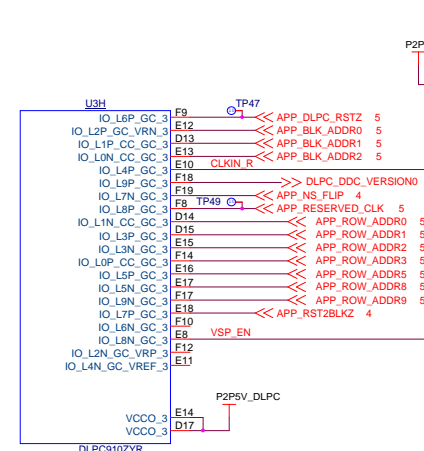 P2P
U3H
TP47
IO_L6P_GC_3 F9 APP_DLPC_RSTZ 5
IO_L2P_GC_VRN_3 E12 APP_BLK_ADDR0 5
IO_L1P_CC_GC_3 D13 APP_BLK_ADDR1 5
IO_L0N_CC_GC_3 E13 APP_BLK_ADDR2 5
IO_L4P_GC_3 E10 CLKIN_R
IO_L9P_GC_3 F18 DLPC_DDC_VERSION0
IO_L7N_GC_3 F19 APP_NS_FLIP 4
IO_L8P_GC_3 F8 TP49 APP_RESERVED_CLK 5
IO_L1N_CC_GC_3 D14 APP_ROW_ADDR0 5
IO_L3P_GC_3 D15 APP_ROW_ADDR1 5
IO_L3N_GC_3 E15 APP_ROW_ADDR2 5
IO_L0P_CC_GC_3 F14 APP_ROW_ADDR3 5
IO_L5P_GC_3 E16 APP_ROW_ADDR5 5
IO_L5N_GC_3 E17 APP_ROW_ADDR8 5
IO_L9N_GC_3 F17 APP_ROW_ADDR9 5
IO_L7P_GC_3 E18 APP_RST2BLKZ 4
IO_L6N_GC_3 F10
IO_L8N_GC_3 E8 VSP_EN
IO_L2N_GC_VRP_3 F12
IO_L4N_GC_VREF_3 E11
P2P5V_DLPC
VCCO_3 E14
VCCO_3 D17
DLPC910ZYR